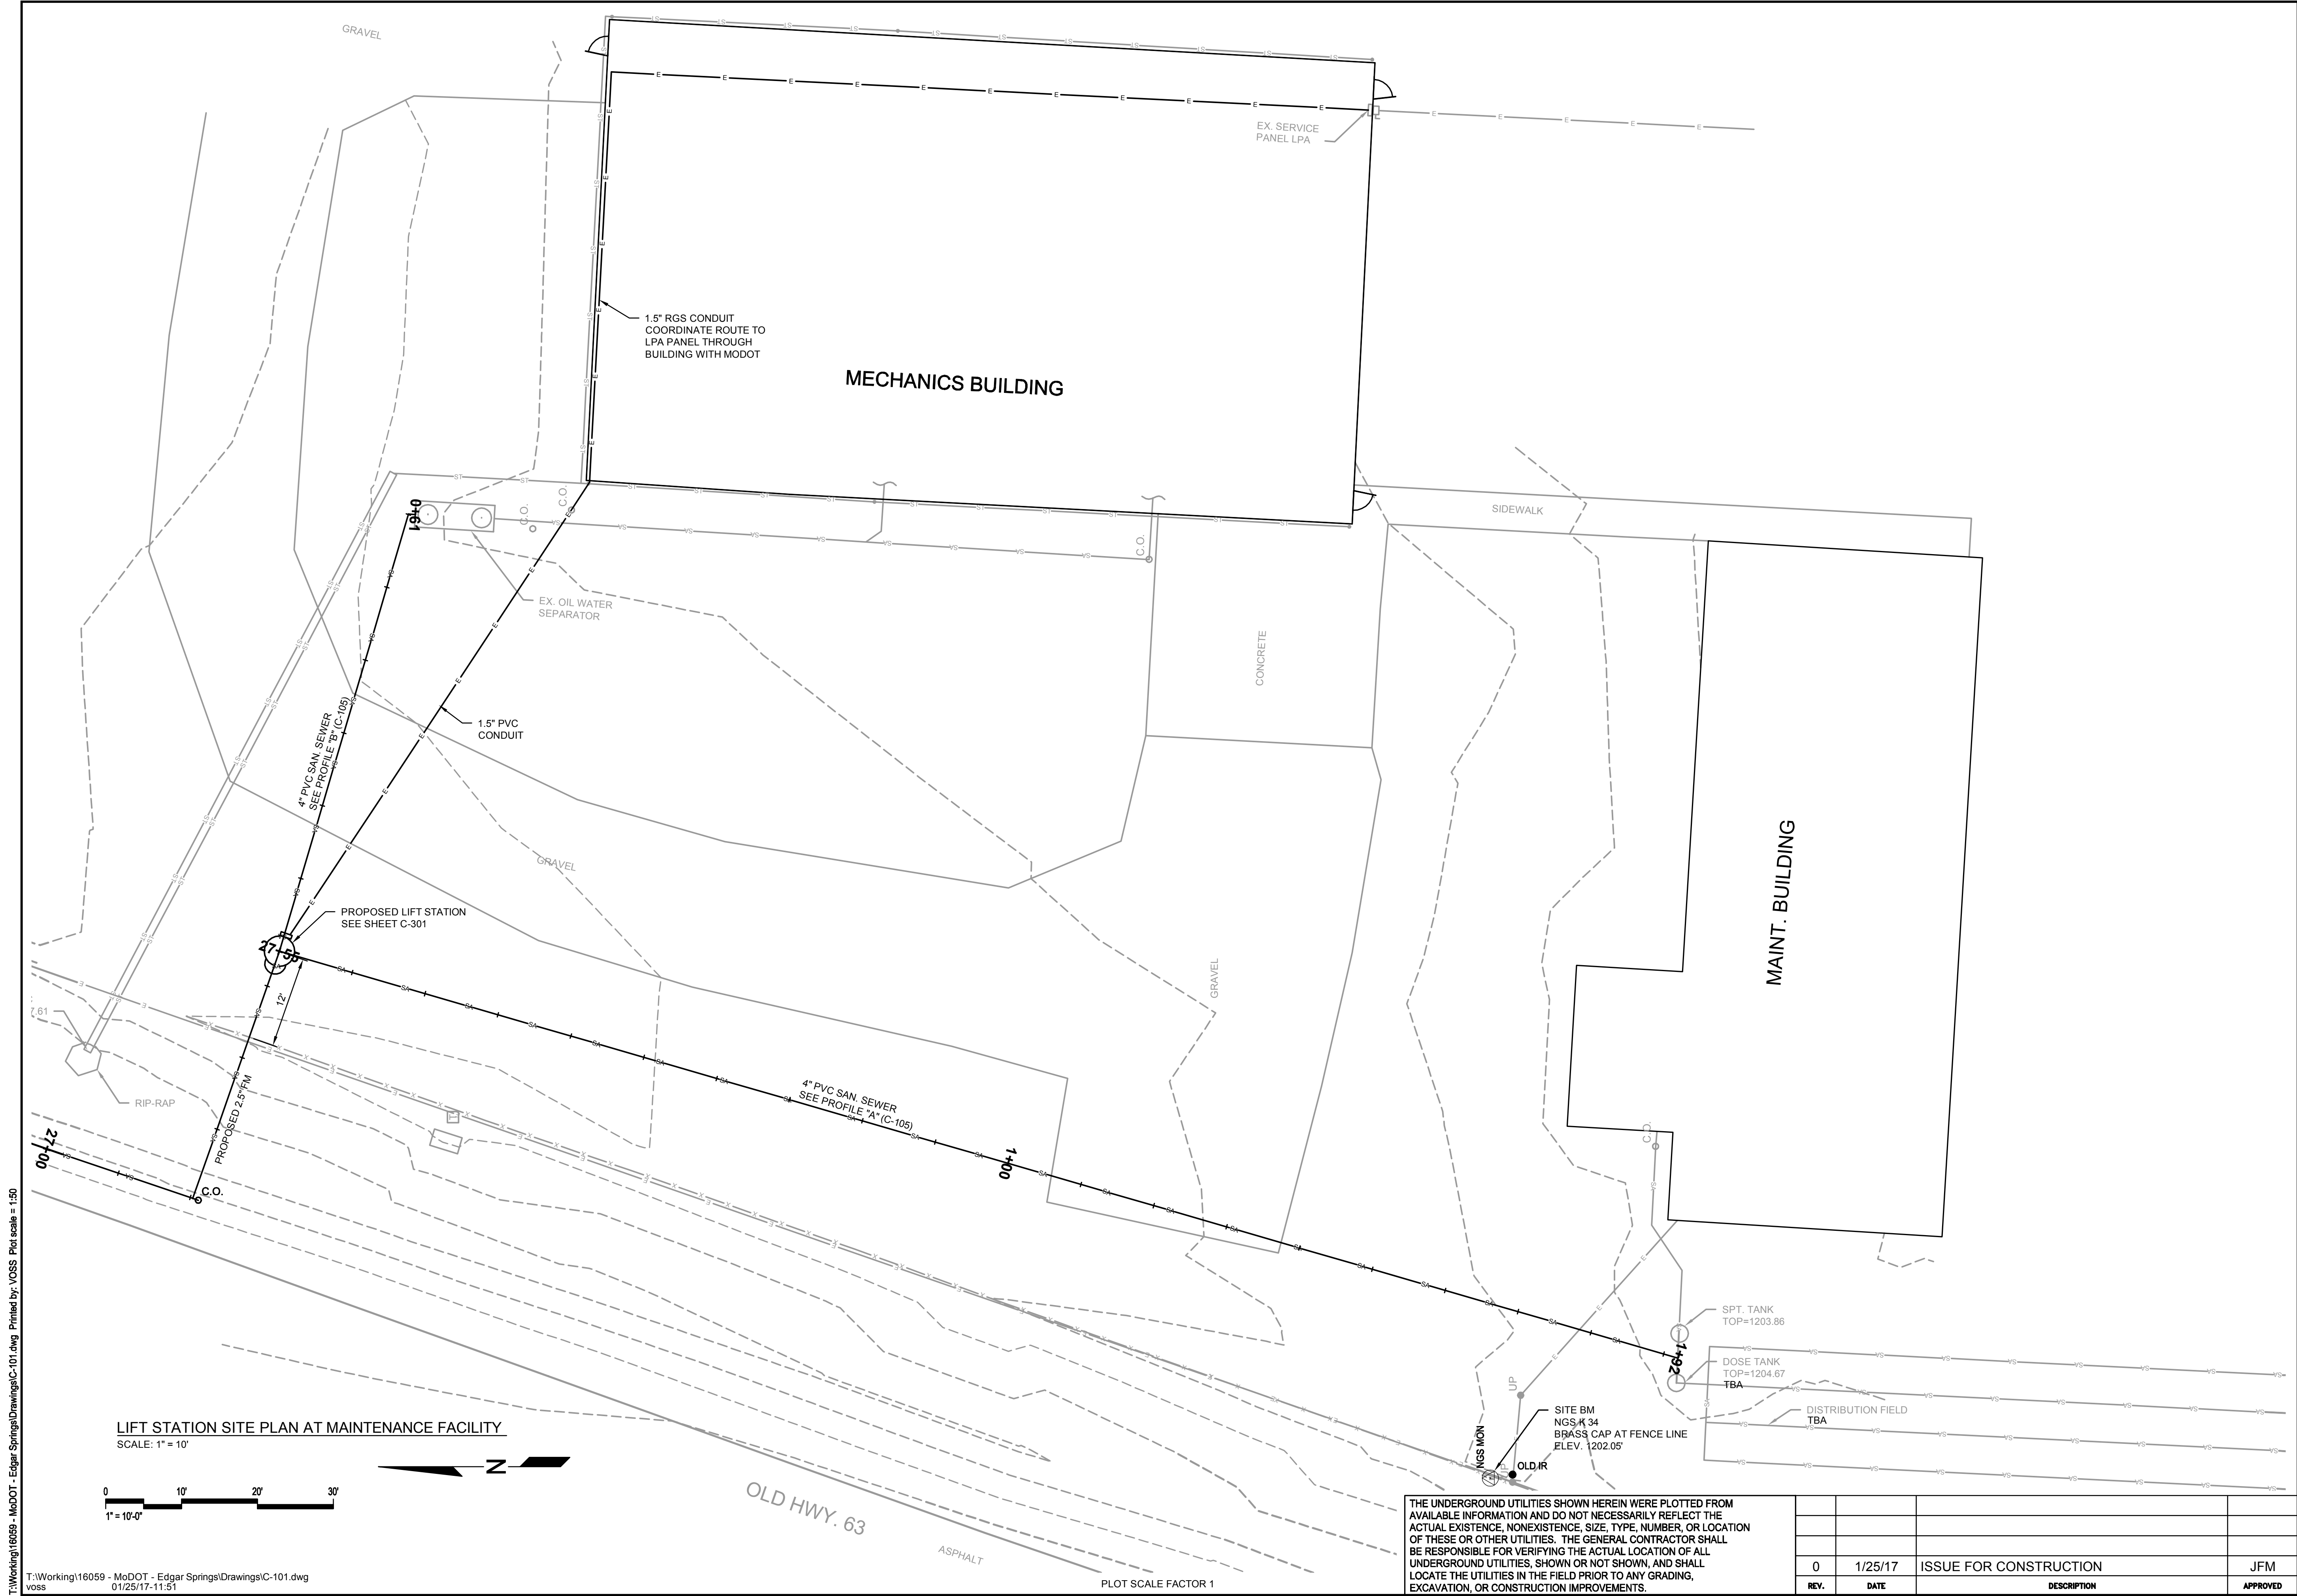 GRAVEL
EX. SERVICE
PANEL LPA
1.5" RGS CONDUIT
COORDINATE ROUTE TO
LPA PANEL THROUGH
BUILDING WITH MODOT
MECHANICS BUILDING
SIDEWALK
0+61
C.O.
C.O.
C.O.
EX. OIL WATER
SEPARATOR
CONCRETE
4" PVC SAN. SEWER
SEE PROFILE "B" (C-105)
1.5" PVC
CONDUIT
GRAVEL
MAINT. BUILDING
PROPOSED LIFT STATION
SEE SHEET C-301
GRAVEL
12'
7.61
RIP-RAP
PROPOSED 2.5" FM
27+00
C.O.
4" PVC SAN. SEWER
SEE PROFILE "A" (C-105)
1+00
C.O.
SPT. TANK
TOP=1203.86
1+92
DOSE TANK
TOP=1204.67
TBA
DISTRIBUTION FIELD
TBA
UP
SITE BM
NGS K 34
BRASS CAP AT FENCE LINE
ELEV. 1202.05'
NGS MON
OLD IR
LIFT STATION SITE PLAN AT MAINTENANCE FACILITY
SCALE: 1" = 10'
N
0 10' 20' 30'
1" = 10'-0"
OLD HWY. 63
ASPHALT
THE UNDERGROUND UTILITIES SHOWN HEREIN WERE PLOTTED FROM
AVAILABLE INFORMATION AND DO NOT NECESSARILY REFLECT THE
ACTUAL EXISTENCE, NONEXISTENCE, SIZE, TYPE, NUMBER, OR LOCATION
OF THESE OR OTHER UTILITIES. THE GENERAL CONTRACTOR SHALL
BE RESPONSIBLE FOR VERIFYING THE ACTUAL LOCATION OF ALL
UNDERGROUND UTILITIES, SHOWN OR NOT SHOWN, AND SHALL
LOCATE THE UTILITIES IN THE FIELD PRIOR TO ANY GRADING,
EXCAVATION, OR CONSTRUCTION IMPROVEMENTS.
0 1/25/17 ISSUE FOR CONSTRUCTION JFM
REV. DATE DESCRIPTION APPROVED
T:\Working\16059 - MoDOT - Edgar Springs\Drawings\C-101.dwg
voss 01/25/17-11:51
PLOT SCALE FACTOR 1
T:\Working\16059 - MoDOT - Edgar Springs\Drawings\C-101.dwg Printed by: VOSS Plot scale = 1:50